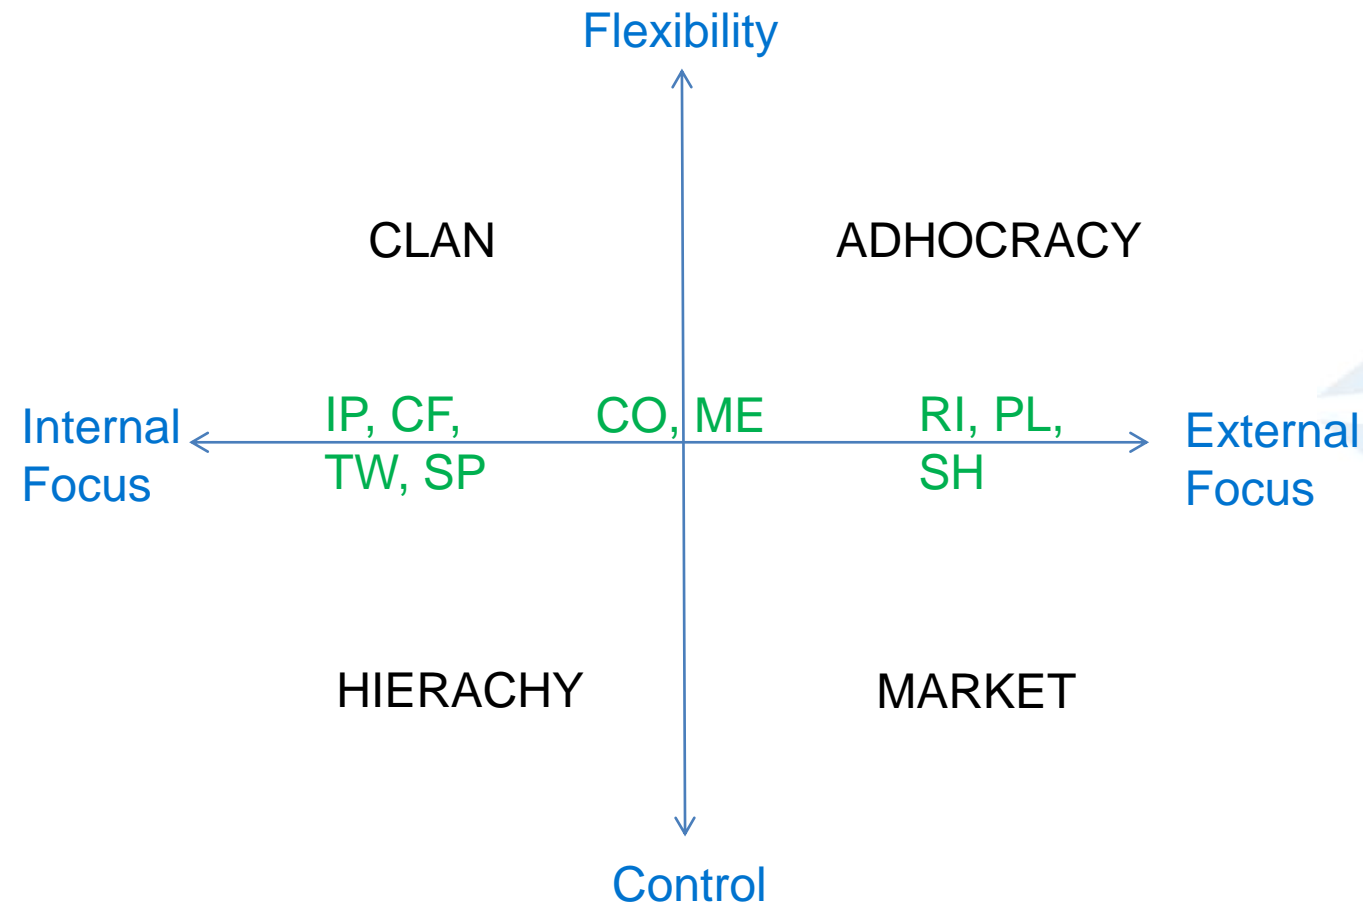 Flexibility
CLAN
ADHOCRACY
Internal
Focus
IP, CF,
TW, SP
CO, ME
RI, PL,
SH
External
Focus
HIERACHY
MARKET
Control